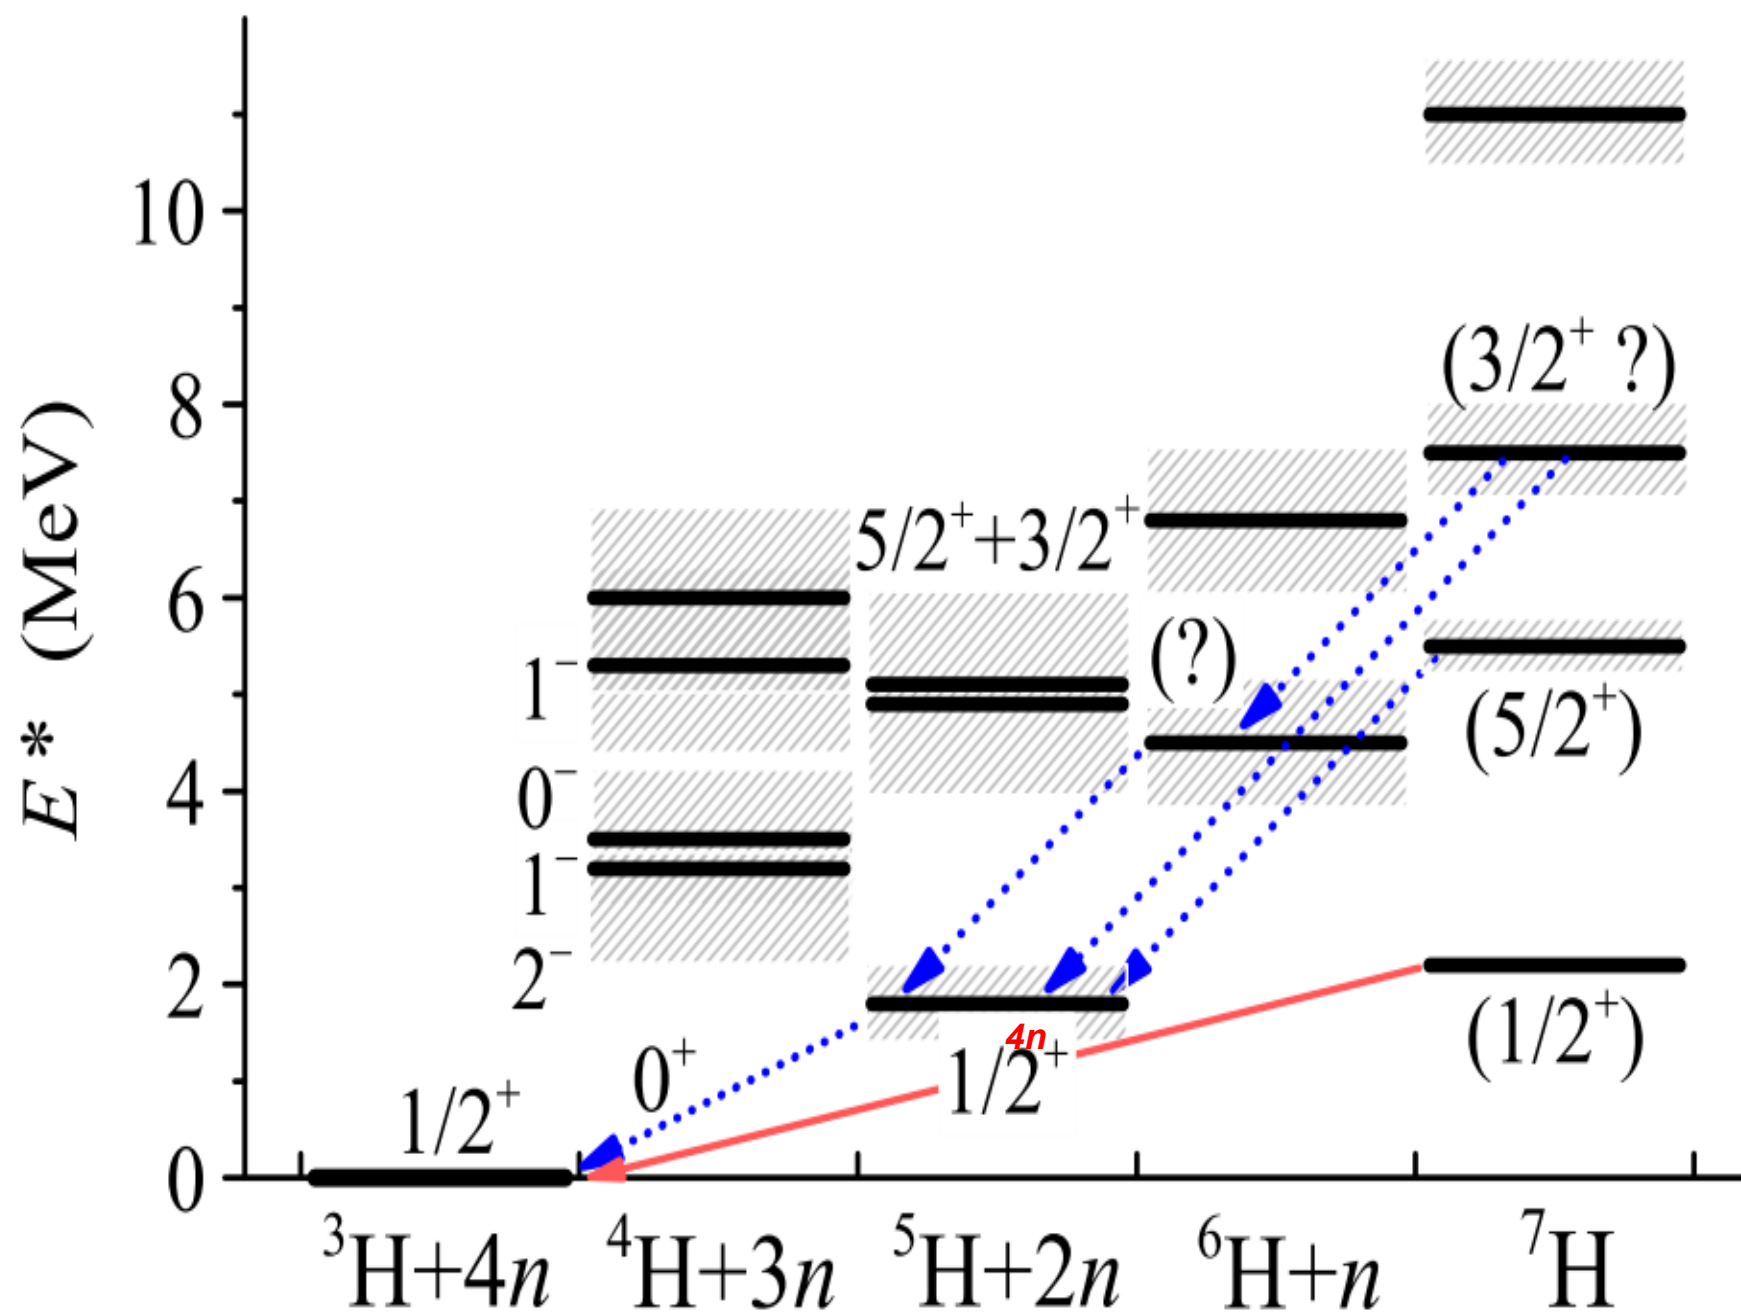 E* (MeV)
10
8
6
4
2
0
(3/2⁺ ?)
5/2⁺+3/2⁺
(?)
1⁻
(5/2⁺)
0⁻
1⁻
2⁻
4n
0⁺
1/2⁺
(1/2⁺)
1/2⁺
³H+4n
⁴H+3n
⁵H+2n
⁶H+n
⁷H